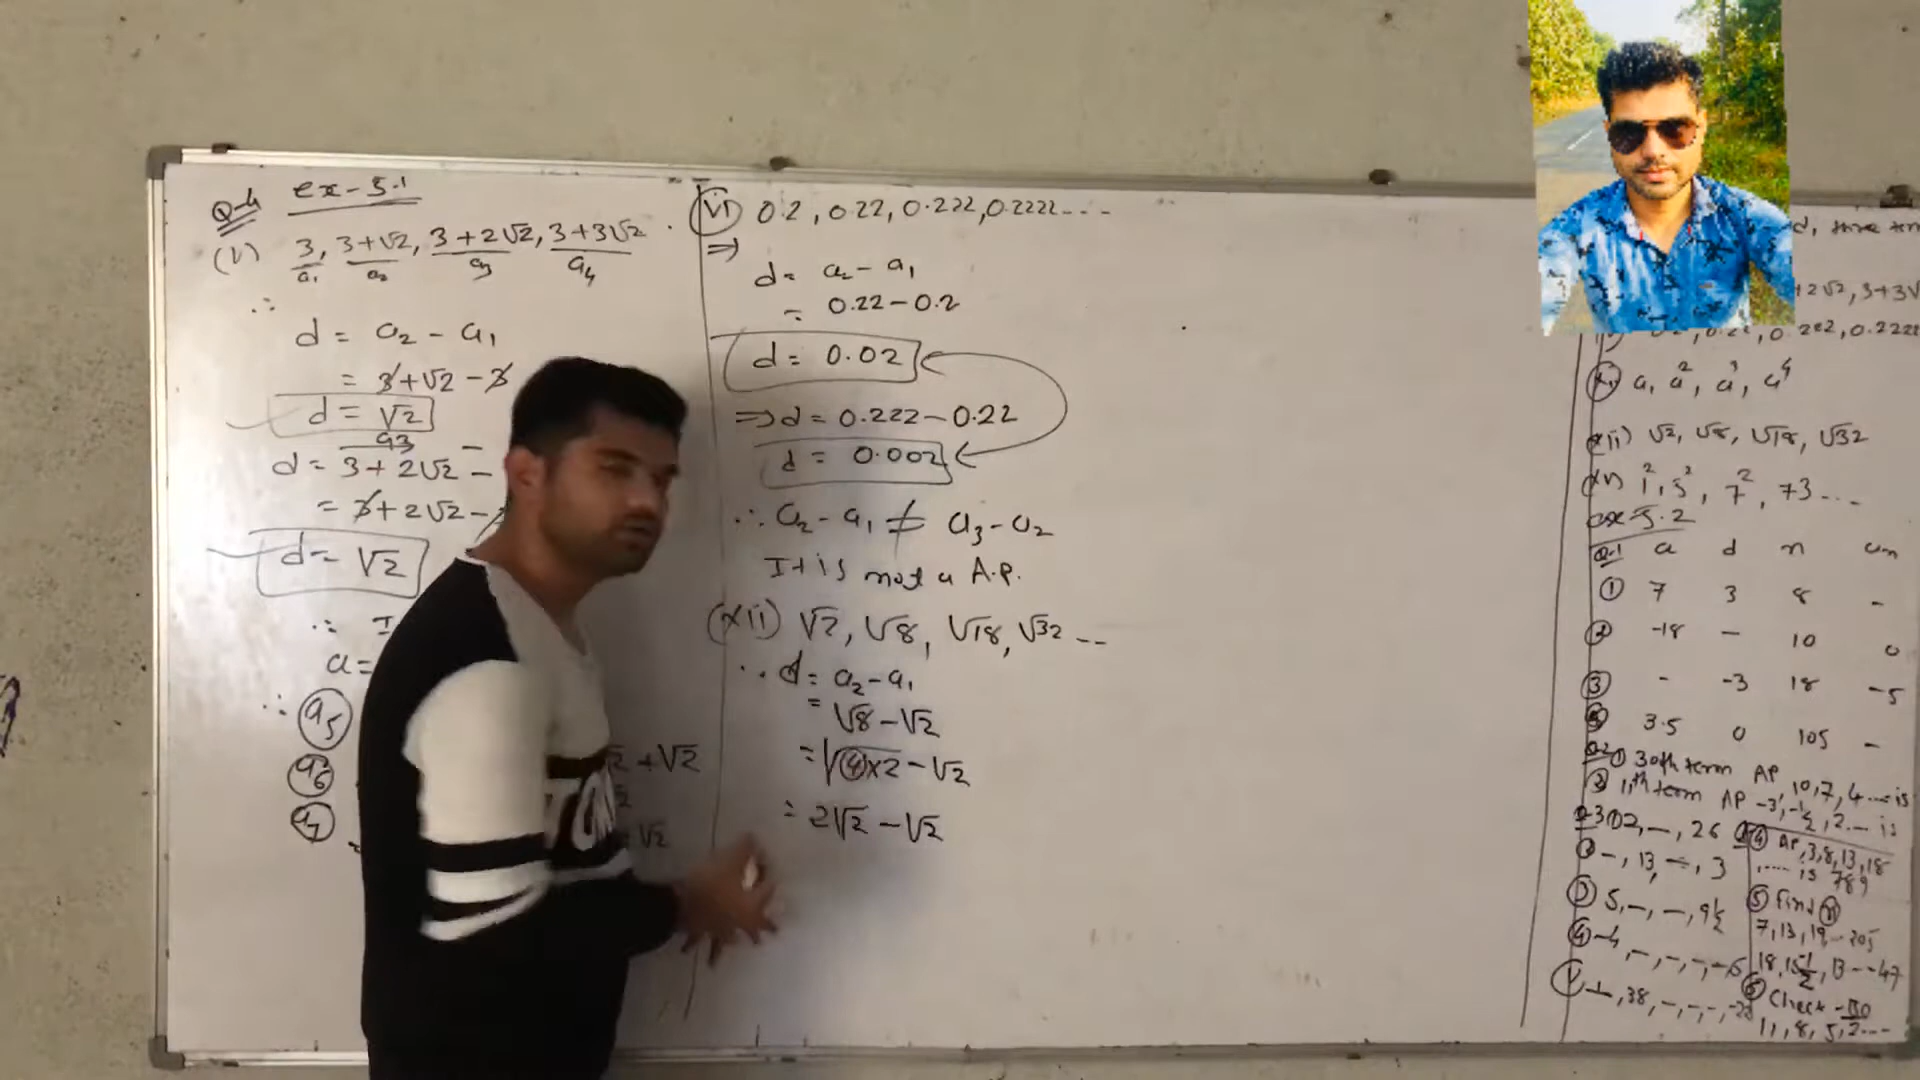 Q-4 ex-5.1
(V) 3, 3+√2, 3+2√2, 3+3√2
a₁ a₂ a₃ a₄
∴
d = a₂ - a₁
= 3+√2-3
d = √2
a₃ -
d = 3+2√2 -
= 3+2√2-
d = √2
∴ I
a=
∴ a₅
a₆ √2+√2
a₇
√2
(VI) 0.2, 0.22, 0.222, 0.2222....
⇒
d = a₂ - a₁
= 0.22-0.2
d = 0.02
⇒ d = 0.222-0.22
d = 0.002
∴ a₂-a₁ ≠ a₃-a₂
It is not a A.P.
(xii) √2, √8, √18, √32 --
∴ d = a₂-a₁
= √8-√2
= √4×2-√2
= 2√2-√2
d, three
+2√2, 3+3√
0.2, 0.22, 0.222, 0.2222
a, a², a³, a⁴
(xii) √2, √8, √18, √32
(xv) 1², 5², 7², 73 ...
ex-5.2
Q-1 a d n an
① 7 3 8 -
② -18 - 10 0
③ - -3 18 -5
3.5 0 105 -
Q-2 ① 30th term AP, 10, 7, 4 .... is
② 11th term AP -3, -½, 2... is
Q-3 ① 2, -, 26
② -, 13, -, 3
③ 5, -, -, 9½
④ -4, -, -, -, -, 6
-, 38, -, -, -, -22
④ AP, 3, 8, 13, 18
..... is 789
⑤ Find n
7, 13, 19 - 205
18, 15½, 13 -- -47
⑥ Check -150
11, 8, 5, 2...